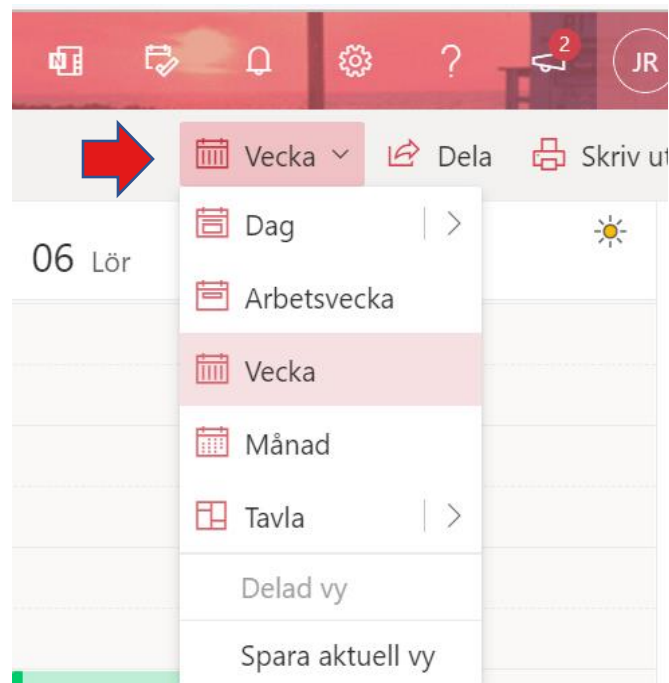 N
2
JR
Vecka
Dela
Skriv ut
Dag
06 Lör
Arbetsvecka
Vecka
Månad
Tavla
Delad vy
Spara aktuell vy